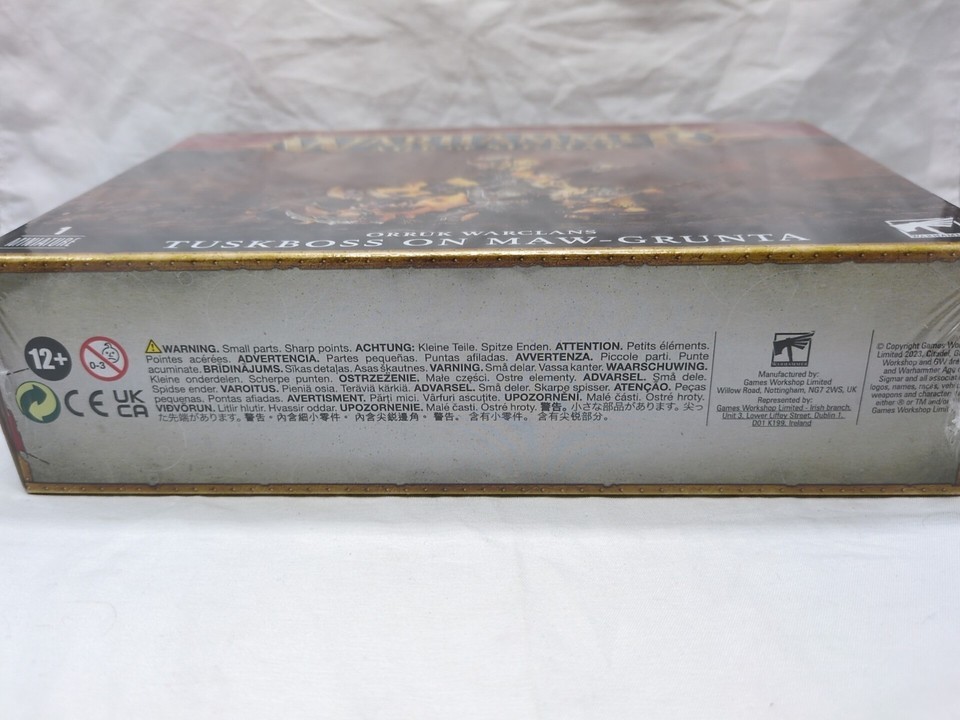 1
MINIATURE
ORRUK WARCLANS
TUSKBOSS ON MAW-GRUNTA
12+
0-3
CE
UK
CA
WARNING. Small parts. Sharp points. ACHTUNG: Kleine Teile. Spitze Enden. ATTENTION. Petits éléments.
Pointes acérées. ADVERTENCIA. Partes pequeñas. Puntas afiladas. AVVERTENZA. Piccole parti. Punte
acuminate. BRĪDINĀJUMS. Sīkas detaļas. Asas šķautnes. VARNING. Små delar. Vassa kanter. WAARSCHUWING.
Kleine onderdelen. Scherpe punten. OSTRZEŻENIE. Małe części. Ostre elementy. ADVARSEL. Små dele.
Spidse ender. VAROITUS. Pieniä osia. Teräviä kärkiä. ADVARSEL. Små deler. Skarpe spisser. ATENÇÃO. Peças
pequenas. Pontas afiadas. AVERTISMENT. Părți mici. Vârfuri ascuțite. UPOZORNĚNÍ. Malé části. Ostré hroty.
VIÐVÖRUN. Litlir hlutir. Hvassir oddar. UPOZORNENIE. Malé časti. Ostré hroty. 警告。小さな部品があります。尖っ
た先端があります。警告。內含細小零件。內含尖銳邊角。警告。含有小零件。含有尖锐部分。
Manufactured by:
Games Workshop Limited
Willow Road, Nottingham, NG7 2WS, UK
Represented by:
Games Workshop Limited - Irish branch,
Unit 3, Lower Liffey Street, Dublin 1,
D01 K199, Ireland
© Copyright Games
Limited 2023. Citadel,
Workshop and GW
and Warhammer Age
Sigmar and all associat
logos, names,
weapons and character
either ® or TM and/or
Games Workshop Limit